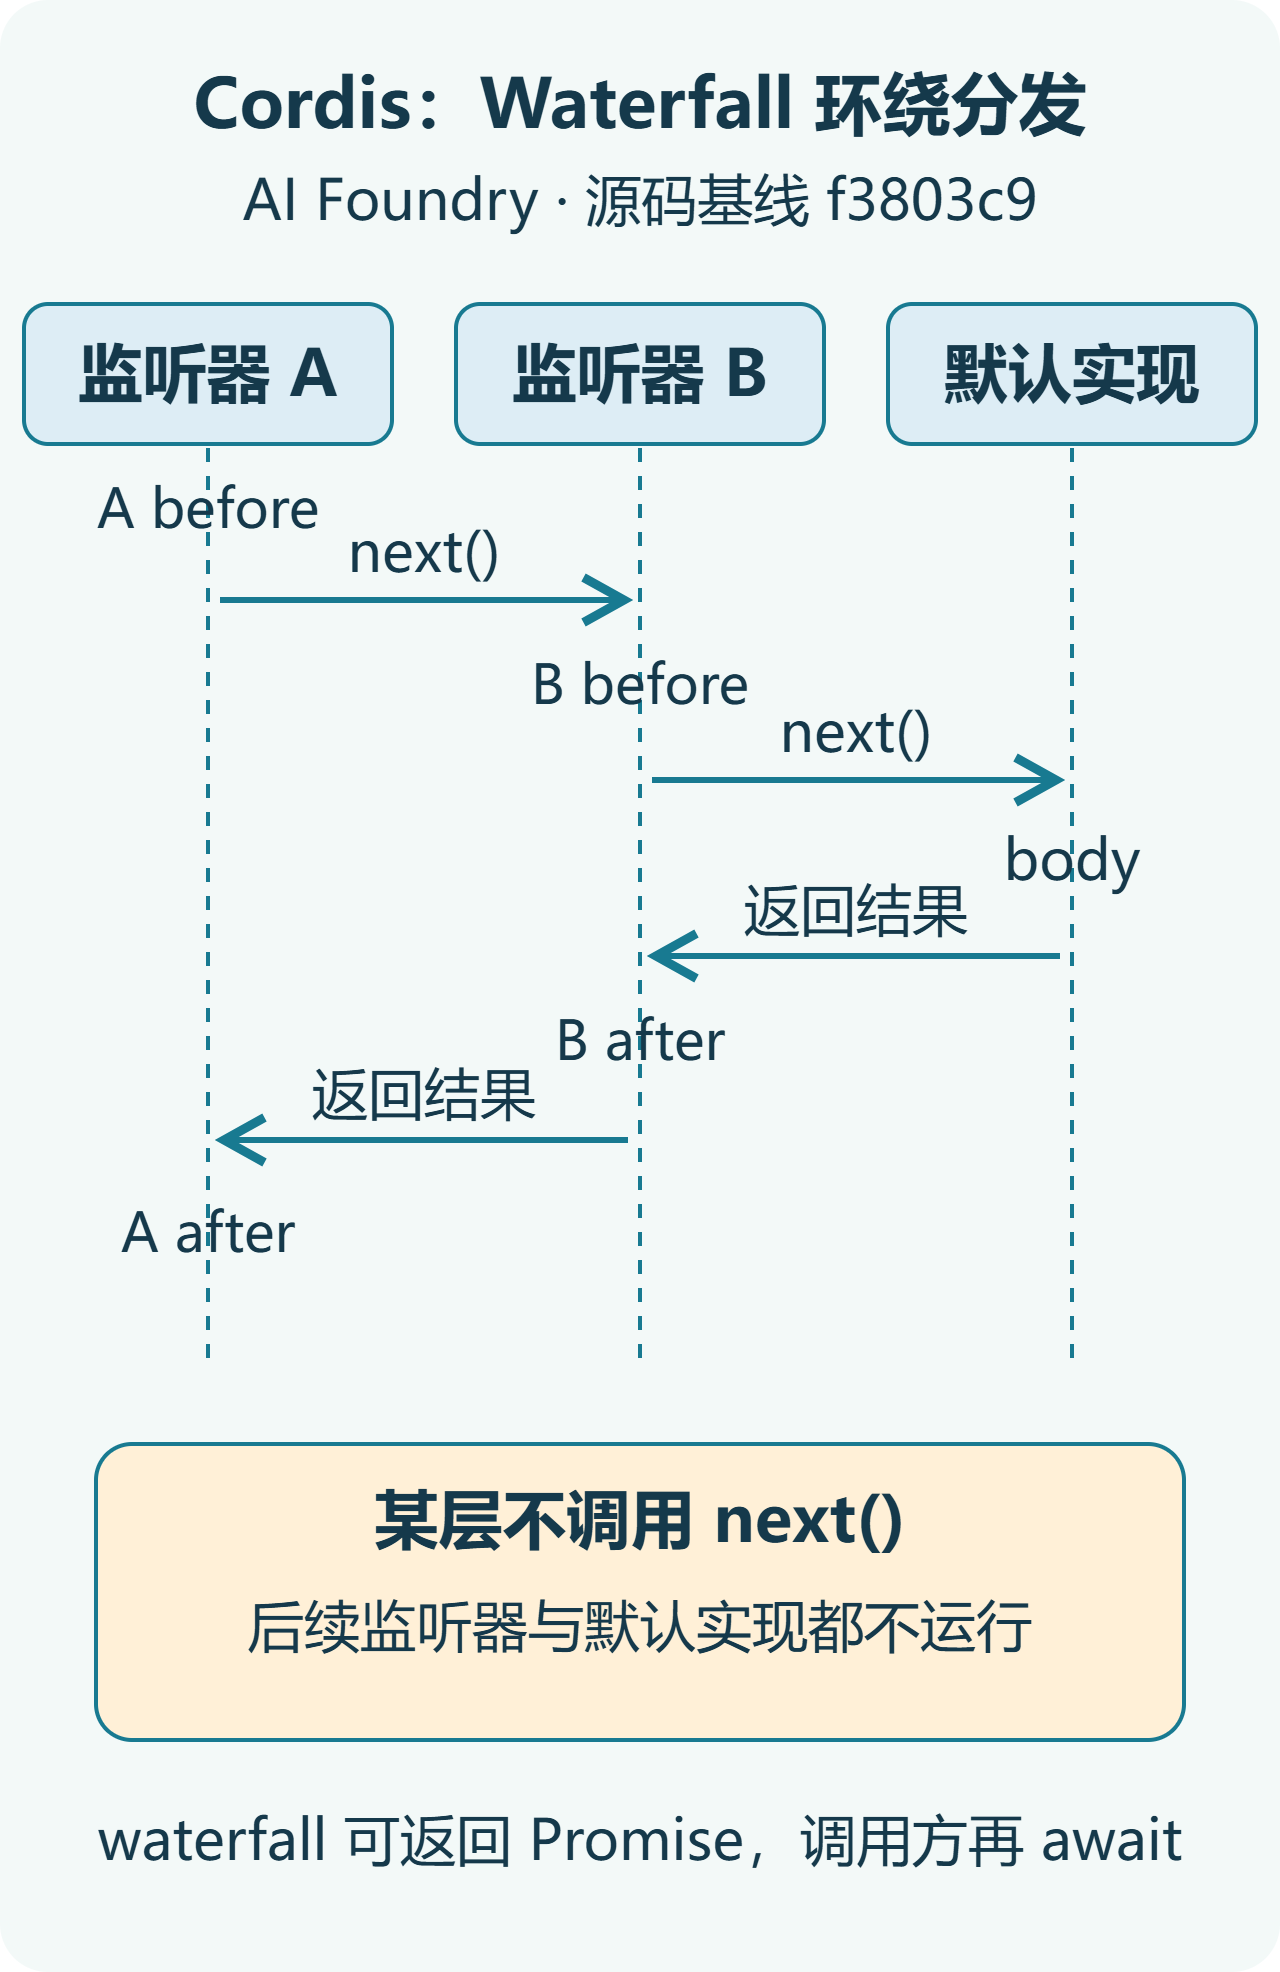 Cordis：Waterfall 环绕分发
AI Foundry · 源码基线 f3803c9
监听器 A
监听器 B
默认实现
A before
next()
B before
next()
body
返回结果
B after
返回结果
A after
某层不调用 next()
后续监听器与默认实现都不运行
waterfall 可返回 Promise，调用方再 await